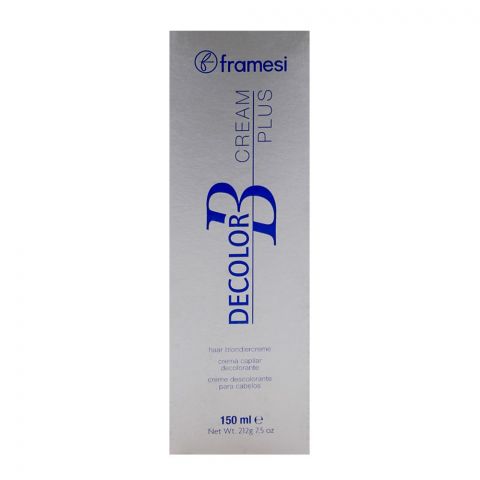 framesi
DECOLOR B
CREAM
PLUS
haar blondiercreme
crema capilar
decolorante
creme descolorante
para cabelos
150 ml ℮
Net Wt. 212g 7.5 oz